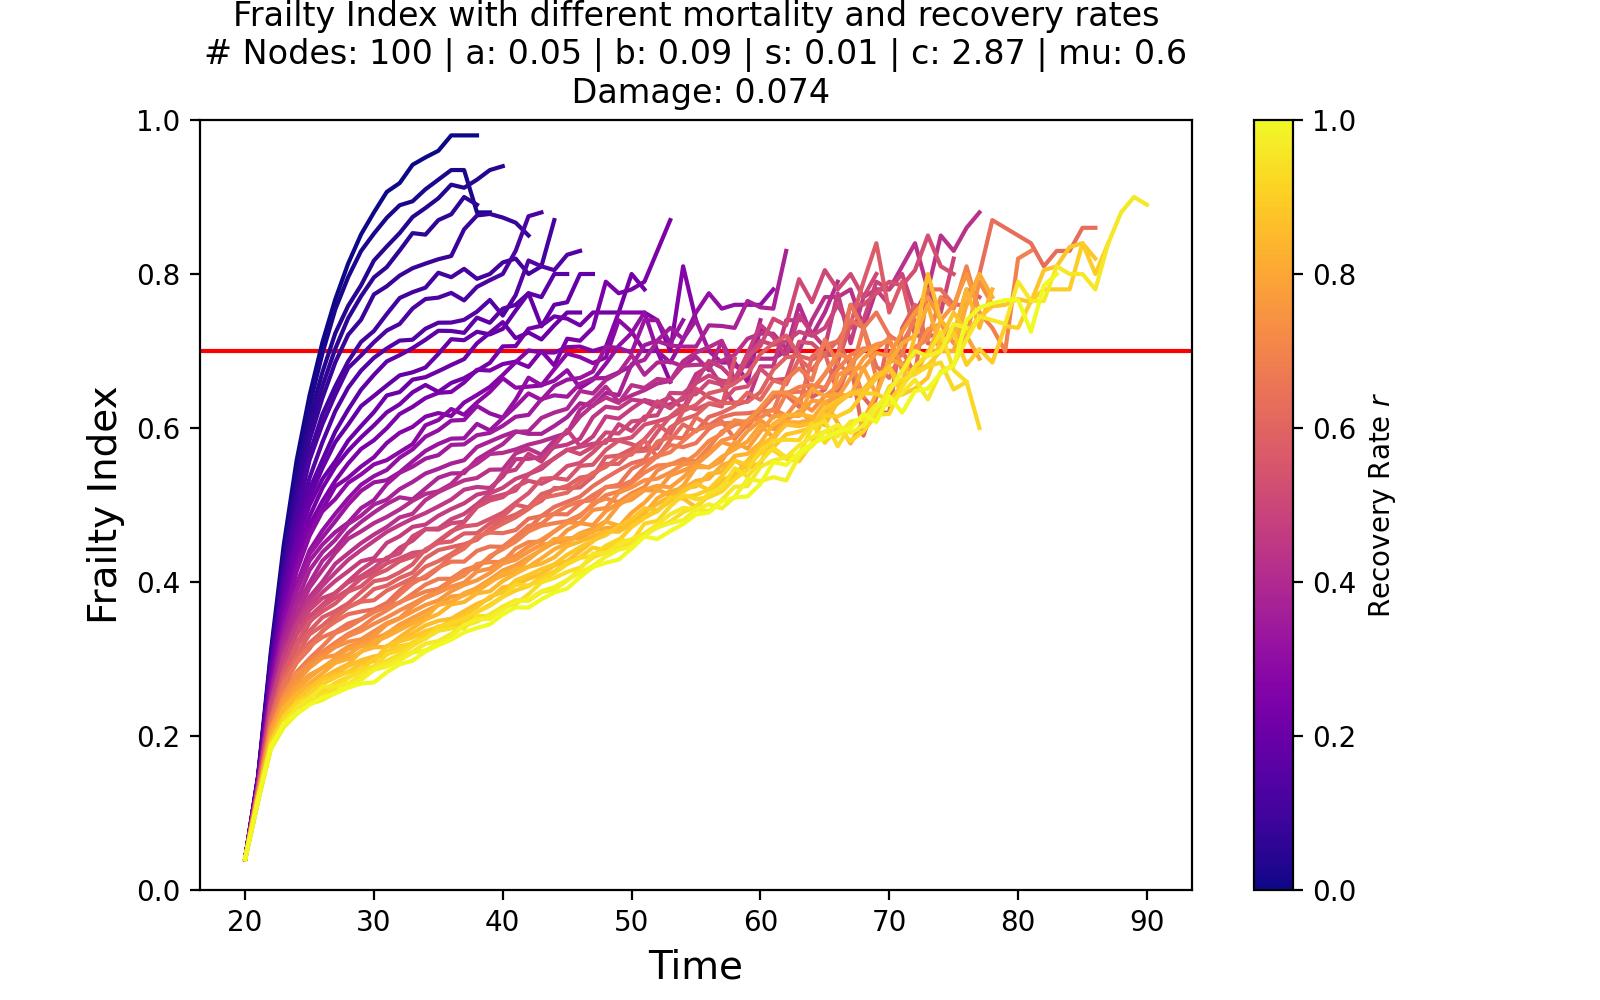 Frailty Index with different mortality and recovery rates
# Nodes: 100 | a: 0.05 | b: 0.09 | s: 0.01 | c: 2.87 | mu: 0.6
Damage: 0.074
1.0
0.8
0.6
0.4
0.2
0.0
Frailty Index
20 30 40 50 60 70 80 90
Time
1.0
0.8
0.6
0.4
0.2
0.0
Recovery Rate r